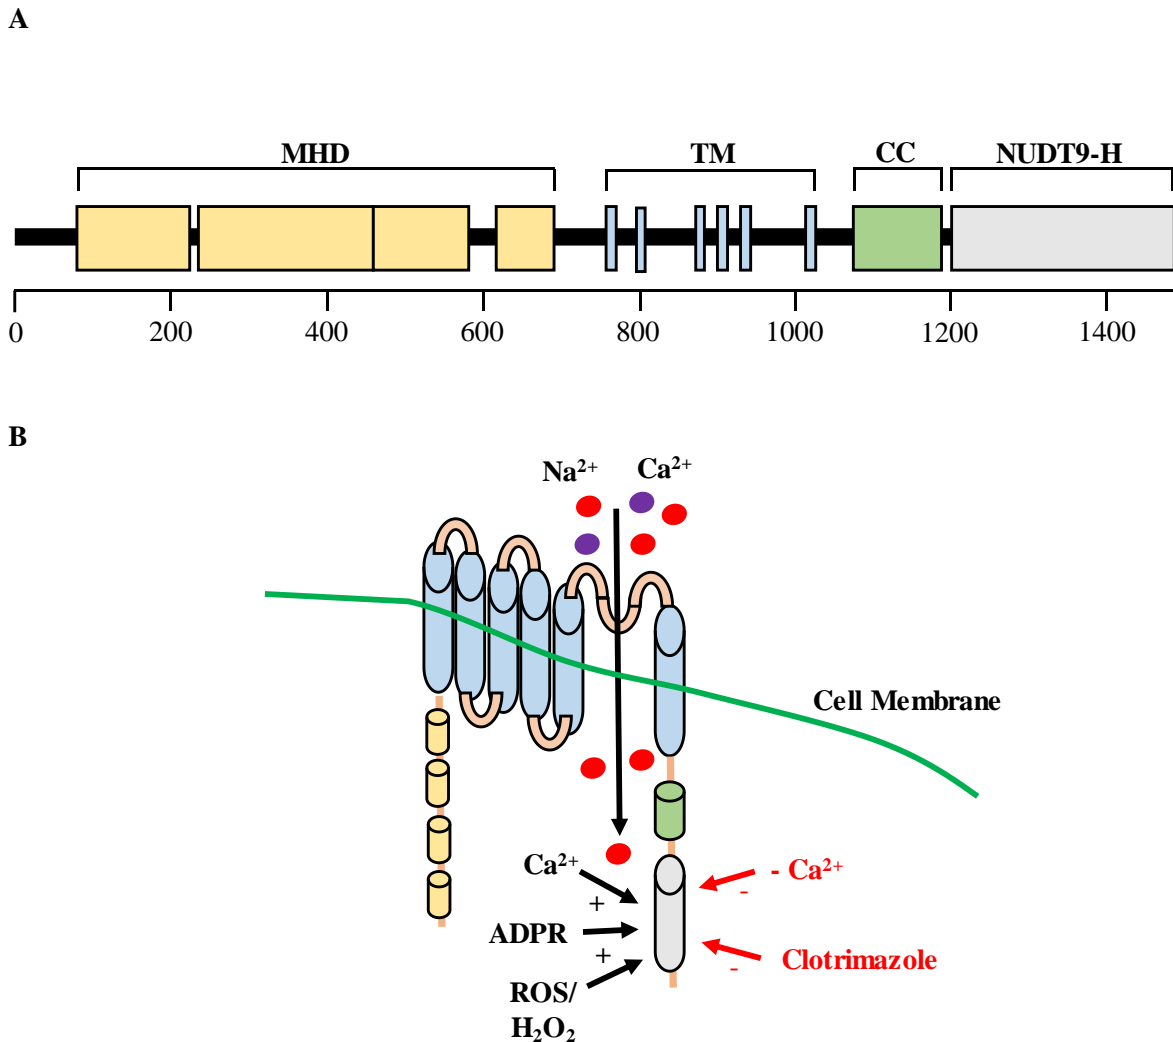 A
MHD TM CC NUDT9-H
0 200 400 600 800 1000 1200 1400
B
Na²⁺ Ca²⁺
Cell Membrane
Ca²⁺ - Ca²⁺
+ -
ADPR
+ - Clotrimazole
ROS/
H₂O₂